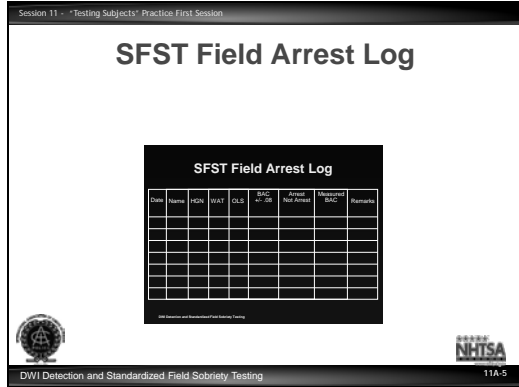 Session 11 - "Testing Subjects" Practice First Session
SFST Field Arrest Log
SFST Field Arrest Log
Date Name HGN WAT OLS BAC +/- .08 Arrest Not Arrest Measured BAC Remarks
DWI Detection and Standardized Field Sobriety Testing
NHTSA
DWI Detection and Standardized Field Sobriety Testing 11A-5